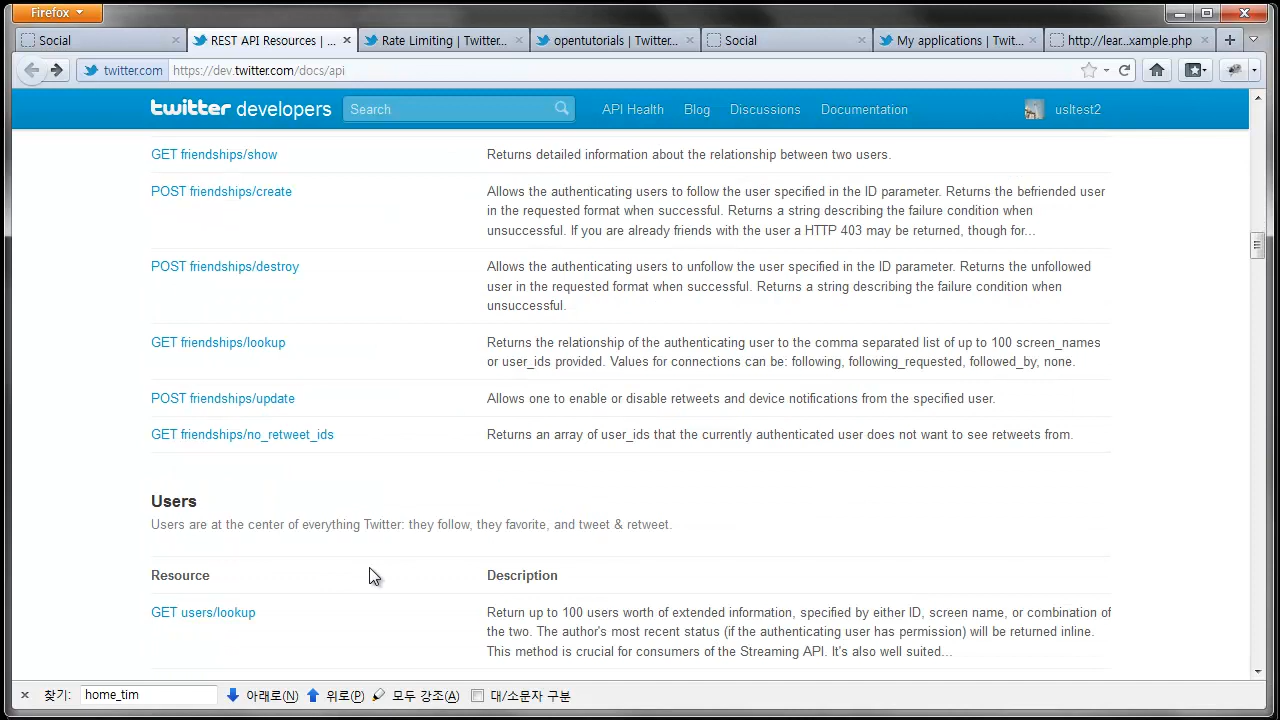 Firefox
Social
REST API Resources | ...
Rate Limiting | Twitter...
opentutorials | Twitter...
Social
My applications | Twit...
http://lear...xample.php
twitter.com
https://dev.twitter.com/docs/api
twitter developers
Search
API Health
Blog
Discussions
Documentation
usltest2
GET friendships/show
Returns detailed information about the relationship between two users.
POST friendships/create
Allows the authenticating users to follow the user specified in the ID parameter. Returns the befriended user
in the requested format when successful. Returns a string describing the failure condition when
unsuccessful. If you are already friends with the user a HTTP 403 may be returned, though for...
POST friendships/destroy
Allows the authenticating users to unfollow the user specified in the ID parameter. Returns the unfollowed
user in the requested format when successful. Returns a string describing the failure condition when
unsuccessful.
GET friendships/lookup
Returns the relationship of the authenticating user to the comma separated list of up to 100 screen_names
or user_ids provided. Values for connections can be: following, following_requested, followed_by, none.
POST friendships/update
Allows one to enable or disable retweets and device notifications from the specified user.
GET friendships/no_retweet_ids
Returns an array of user_ids that the currently authenticated user does not want to see retweets from.
Users
Users are at the center of everything Twitter: they follow, they favorite, and tweet & retweet.
Resource
Description
GET users/lookup
Return up to 100 users worth of extended information, specified by either ID, screen name, or combination of
the two. The author's most recent status (if the authenticating user has permission) will be returned inline.
This method is crucial for consumers of the Streaming API. It's also well suited...
찾기:
home_tim
아래로(N)
위로(P)
모두 강조(A)
대/소문자 구분